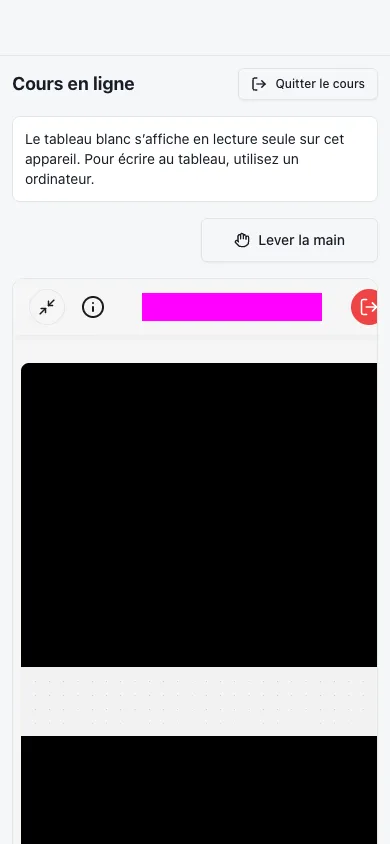 Cours en ligne
Quitter le cours
Le tableau blanc s’affiche en lecture seule sur cet
appareil. Pour écrire au tableau, utilisez un
ordinateur.
Lever la main